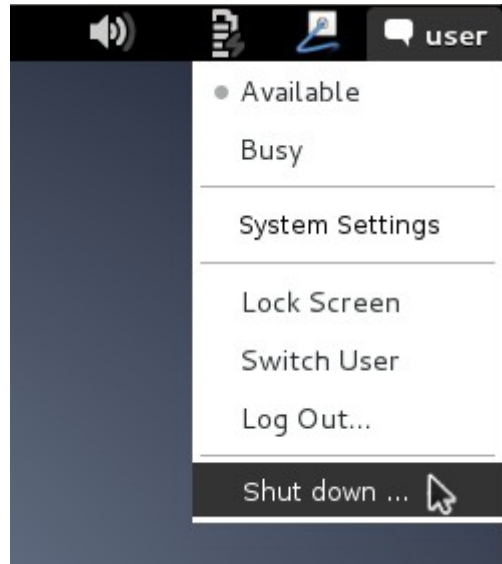 user
Available
Busy
System Settings
Lock Screen
Switch User
Log Out...
Shut down ...